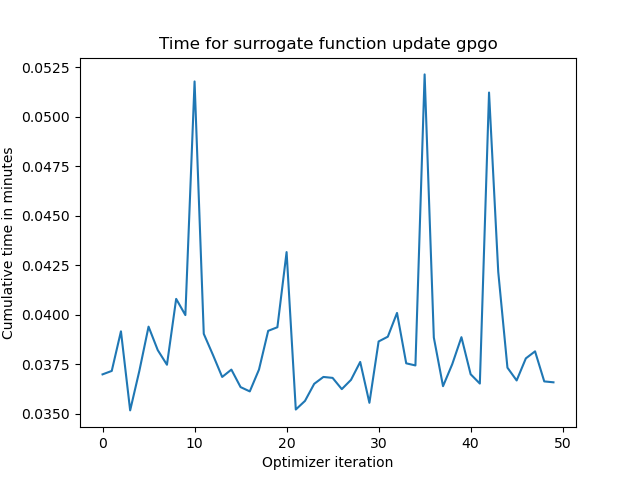 Time for surrogate function update gpgo
Cumulative time in minutes
0.0525
0.0500
0.0475
0.0450
0.0425
0.0400
0.0375
0.0350
0 10 20 30 40 50
Optimizer iteration